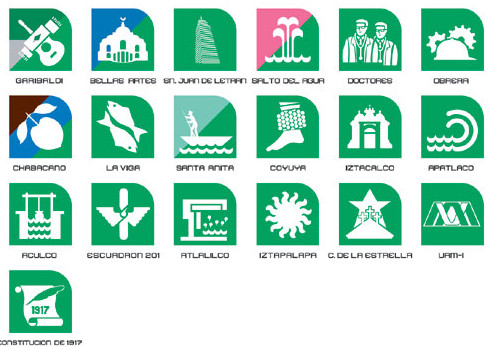 GARIBALDI
BELLAS ARTES
SN. JUAN DE LETRAN
SALTO DEL AGUA
DOCTORES
OBRERA
CHABACANO
LA VIGA
SANTA ANITA
COYUYA
IZTACALCO
APATLACO
ACULCO
ESCUADRON 201
ATLALILCO
IZTAPALAPA
C. DE LA ESTRELLA
UAM-I
1917
CONSTITUCION DE 1917